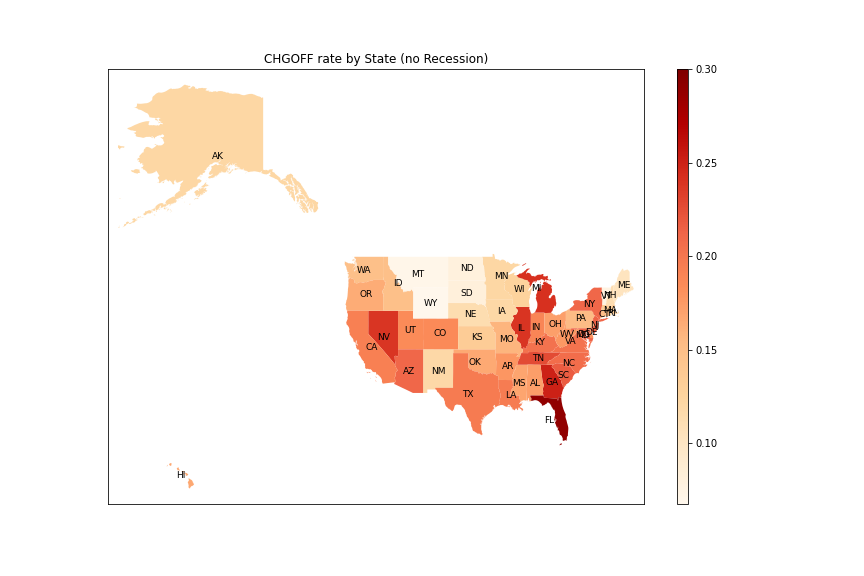 CHGOFF rate by State (no Recession)
0.30
0.25
0.20
0.15
0.10
AK
WA
MT
ND
MN
ME
OR
ID
SD
WI
MI
NY
VT
NH
WY
NE
IA
PA
MA
NJ
NV
UT
CO
KS
MO
IL
IN
OH
WV
VA
DE
CA
AZ
NM
OK
AR
KY
TN
NC
SC
TX
LA
MS
AL
GA
FL
HI